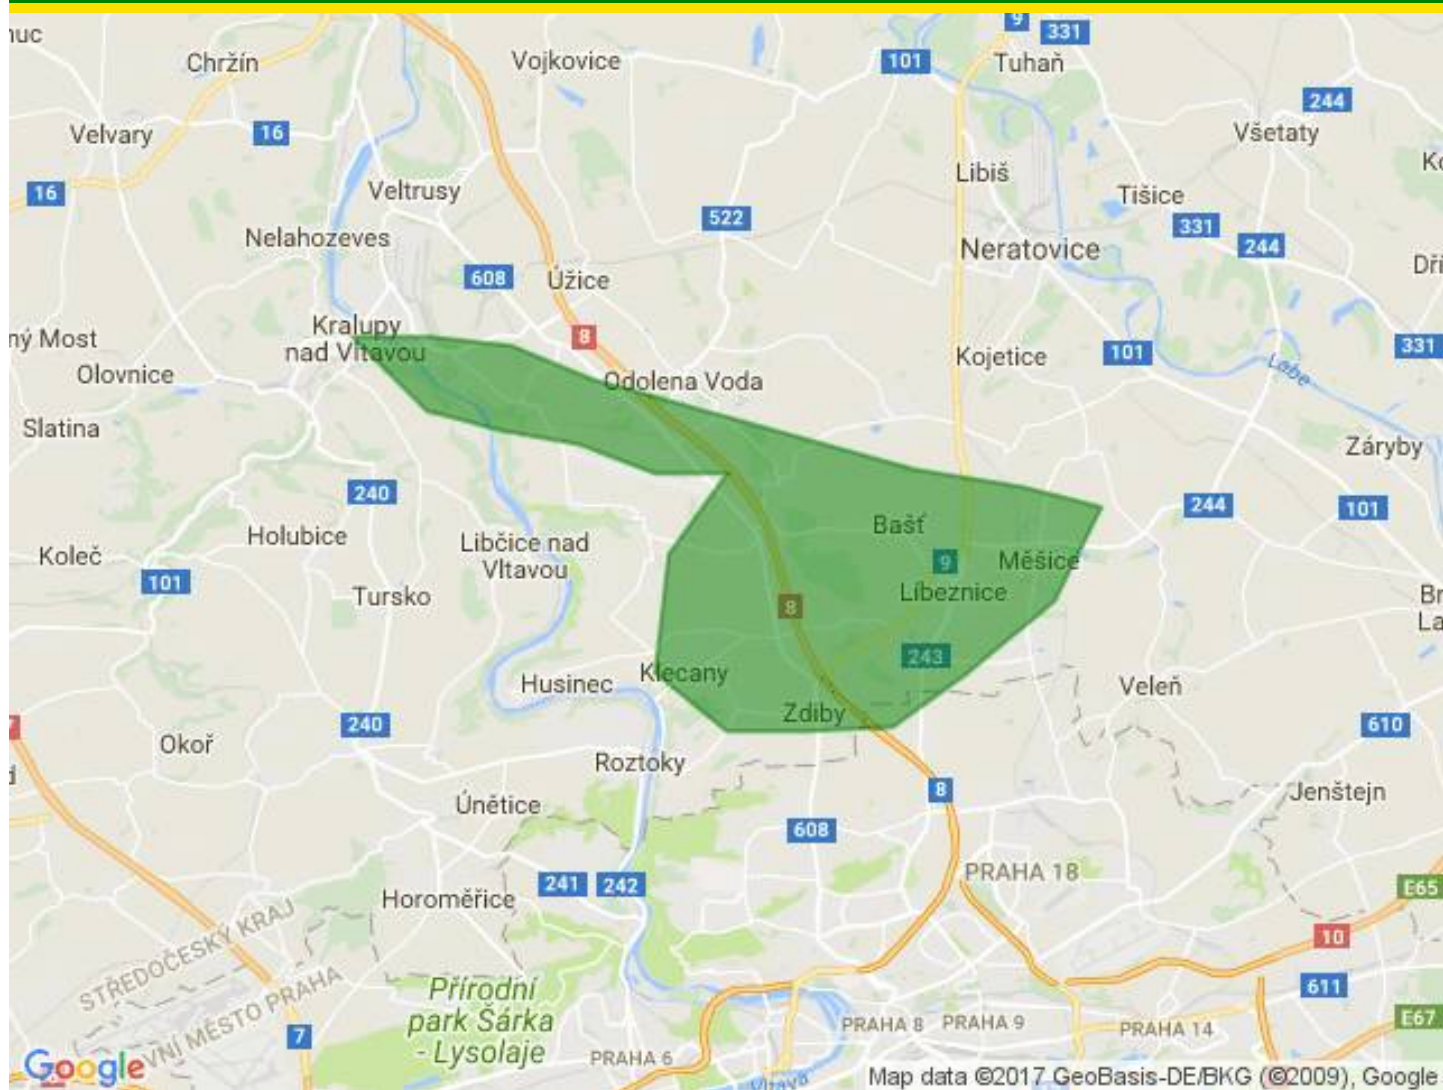 9
331
Chržín
Vojkovice
101
Tuhaň
244
Velvary
16
Všetaty
16
Veltrusy
Libiš
Tišice
522
331
Nelahozeves
Neratovice
244
608
Úžice
Kralupy
nad Vltavou
8
ný Most
331
Olovnice
Odolena Voda
Kojetice
101
Labe
Slatina
Záryby
240
244
101
Holubice
Bašť
Koleč
Libčice nad
Vltavou
9
Měšice
101
Tursko
8
Líbeznice
243
Klecany
Husinec
Veleň
Zdiby
240
610
Okoř
Roztoky
8
Jenštejn
Únětice
608
PRAHA 18
241
242
E65
Horoměřice
10
STŘEDOČESKÝ KRAJ
VNÍ MĚSTO PRAHA
Přírodní
park Šárka
- Lysolaje
611
7
PRAHA 8
PRAHA 9
PRAHA 14
E67
PRAHA 6
Google
Vltava
Map data ©2017 GeoBasis-DE/BKG (©2009), Google